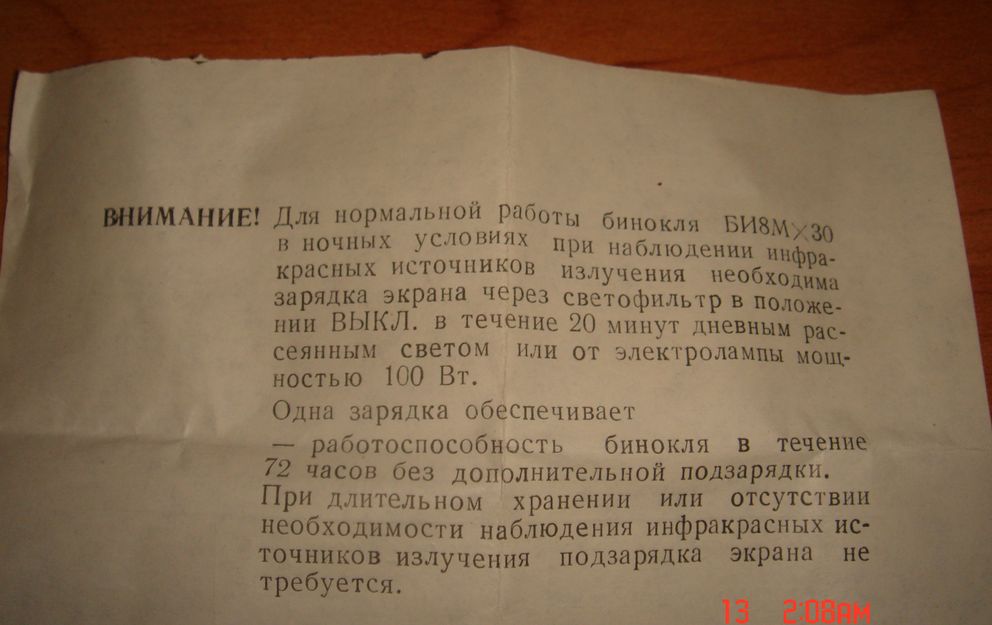 ВНИМАНИЕ! Для нормальной работы бинокля БИ8М×30
в ночных условиях при наблюдении инфра-
красных источников излучения необходима
зарядка экрана через светофильтр в положе-
нии ВЫКЛ. в течение 20 минут дневным рас-
сеянным светом или от электролампы мощ-
ностью 100 Вт.
Одна зарядка обеспечивает
— работоспособность бинокля в течение
72 часов без дополнительной подзарядки.
При длительном хранении или отсутствии
необходимости наблюдения инфракрасных ис-
точников излучения подзарядка экрана не
требуется.
13 2:08AM